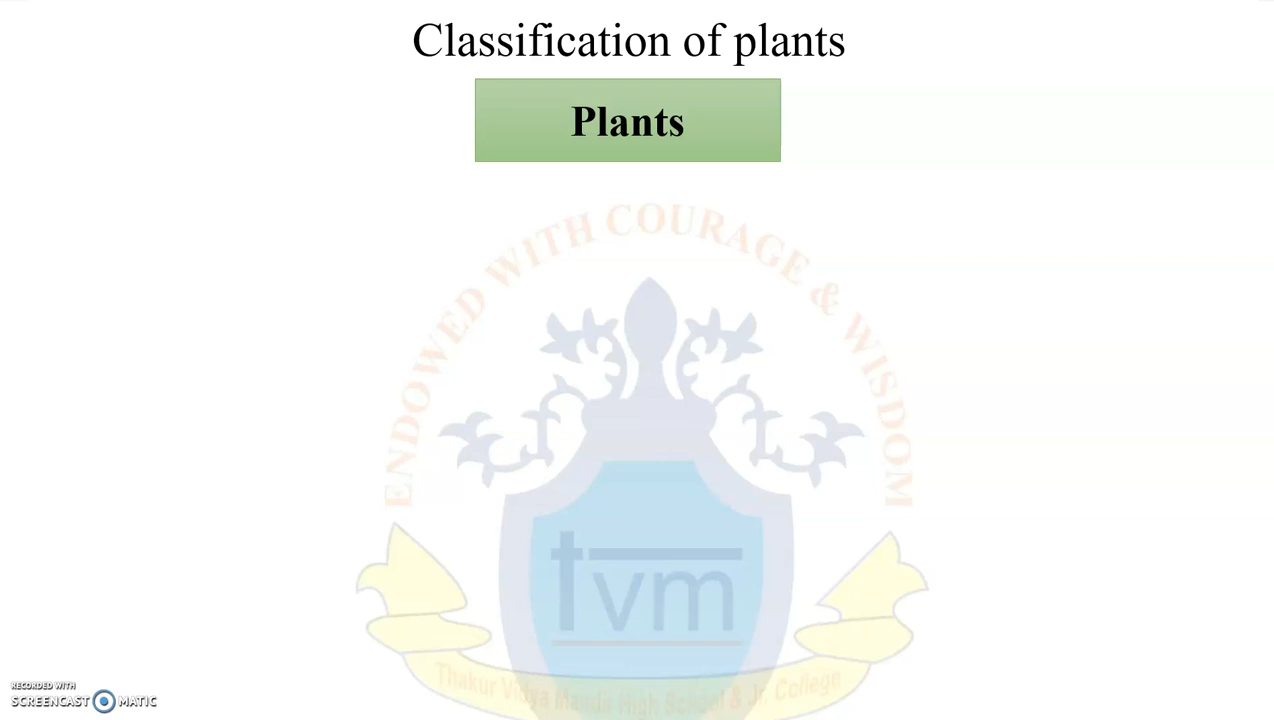 Classification of plants
Plants
ENDOWED WITH COURAGE & WISDOM
tvm
Thakur Vidya Mandir High School & Jr. College
RECORDED WITH
SCREENCAST MATIC